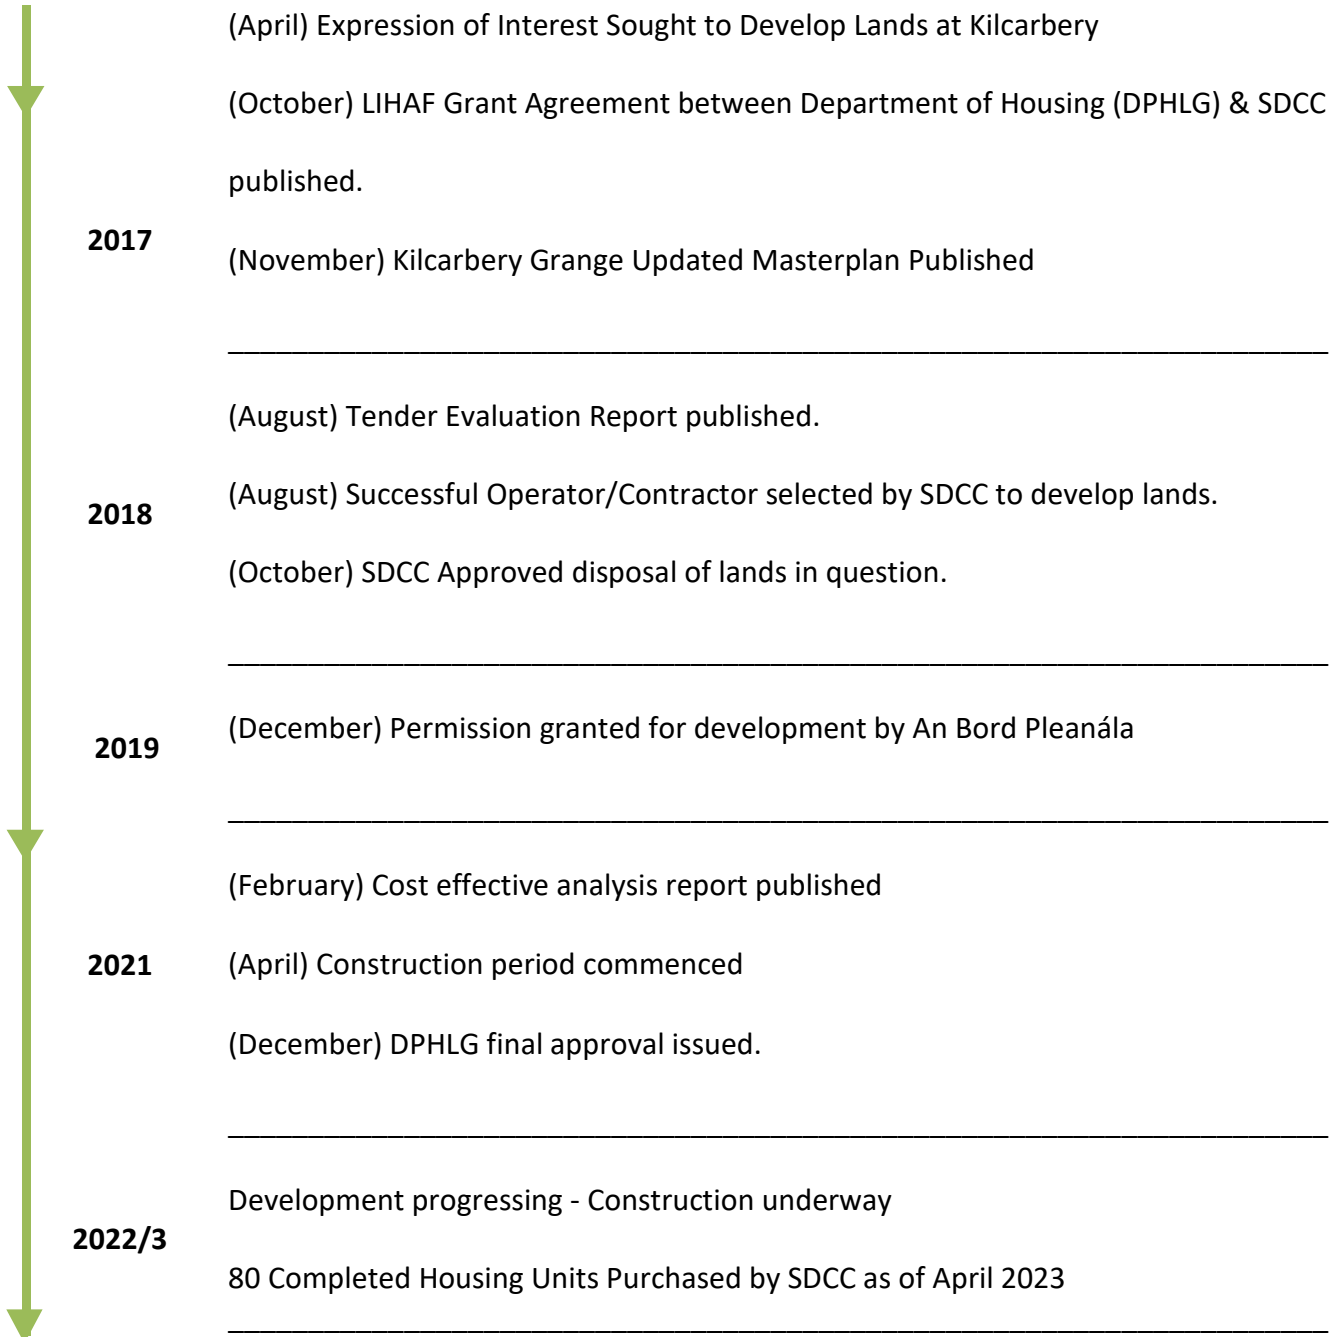 (April) Expression of Interest Sought to Develop Lands at Kilcarbery
(October) LIHAF Grant Agreement between Department of Housing (DPHLG) & SDCC
published.
2017
(November) Kilcarbery Grange Updated Masterplan Published
(August) Tender Evaluation Report published.
2018
(August) Successful Operator/Contractor selected by SDCC to develop lands.
(October) SDCC Approved disposal of lands in question.
2019
(December) Permission granted for development by An Bord Pleanála
(February) Cost effective analysis report published
2021
(April) Construction period commenced
(December) DPHLG final approval issued.
Development progressing - Construction underway
2022/3
80 Completed Housing Units Purchased by SDCC as of April 2023